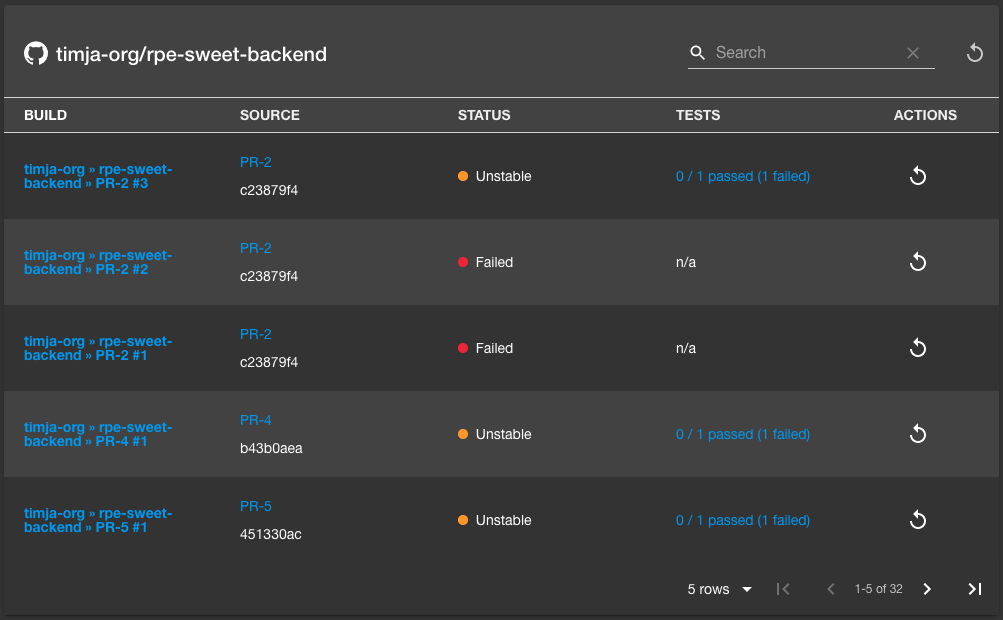 timja-org/rpe-sweet-backend
Search
BUILD SOURCE STATUS TESTS ACTIONS
timja-org » rpe-sweet-
backend » PR-2 #3
PR-2
c23879f4
Unstable
0 / 1 passed (1 failed)
timja-org » rpe-sweet-
backend » PR-2 #2
PR-2
c23879f4
Failed
n/a
timja-org » rpe-sweet-
backend » PR-2 #1
PR-2
c23879f4
Failed
n/a
timja-org » rpe-sweet-
backend » PR-4 #1
PR-4
b43b0aea
Unstable
0 / 1 passed (1 failed)
timja-org » rpe-sweet-
backend » PR-5 #1
PR-5
451330ac
Unstable
0 / 1 passed (1 failed)
5 rows 1-5 of 32